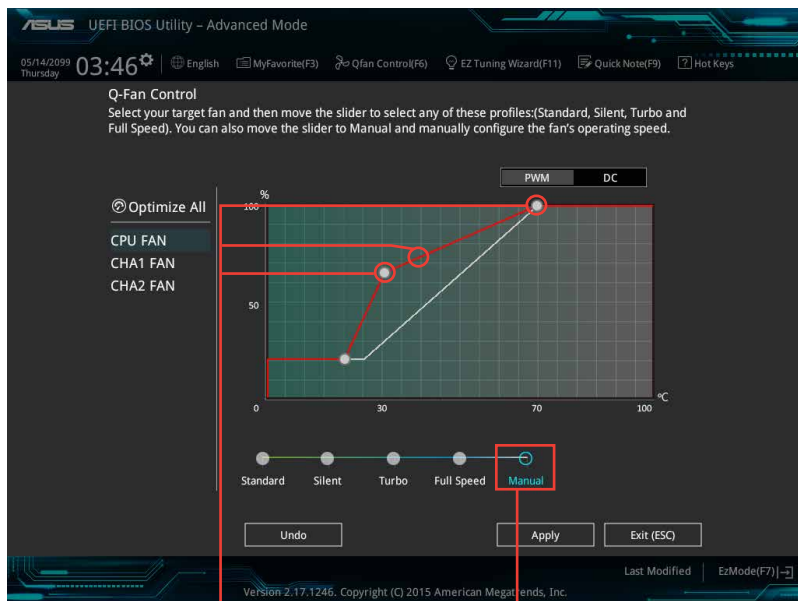 ASUS UEFI BIOS Utility – Advanced Mode
05/14/2099
Thursday
03:46
English
MyFavorite(F3)
Qfan Control(F6)
EZ Tuning Wizard(F11)
Quick Note(F9)
? Hot Keys
Q-Fan Control
Select your target fan and then move the slider to select any of these profiles:(Standard, Silent, Turbo and
Full Speed). You can also move the slider to Manual and manually configure the fan's operating speed.
PWM DC
Optimize All
CPU FAN
CHA1 FAN
CHA2 FAN
%
100
50
0 30 70 100 ºC
Standard Silent Turbo Full Speed Manual
Undo Apply Exit (ESC)
Last Modified EzMode(F7)
Version 2.17.1246. Copyright (C) 2015 American Megatrends, Inc.